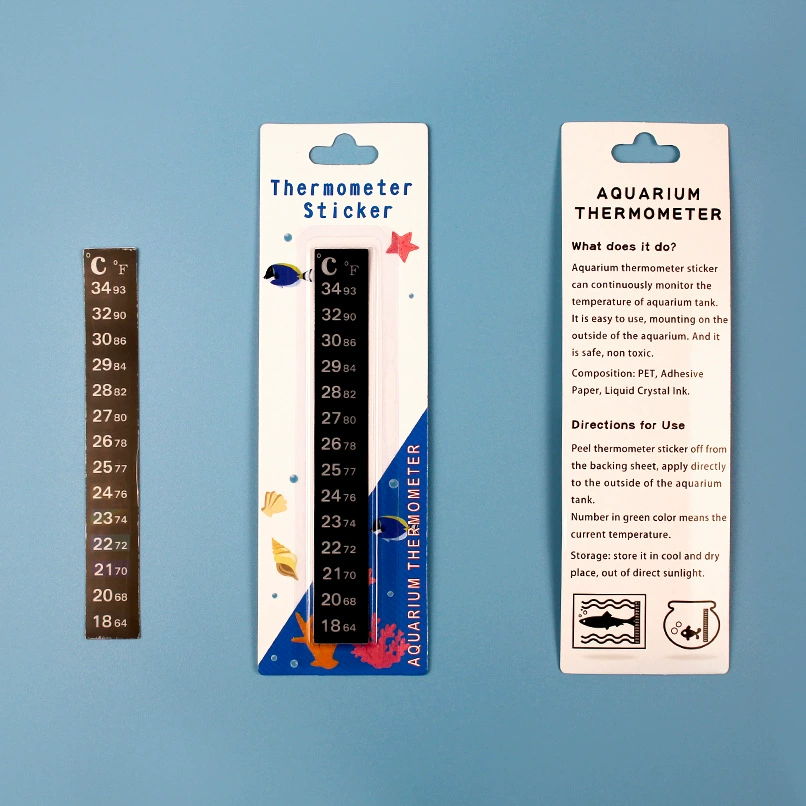 °C °F
34 93
32 90
30 86
29 84
28 82
27 80
26 78
25 77
24 76
23 74
22 72
21 70
20 68
18 64
Thermometer
Sticker
°C °F
34 93
32 90
30 86
29 84
28 82
27 80
26 78
25 77
24 76
23 74
22 72
21 70
20 68
18 64
AQUARIUM THERMOMETER
AQUARIUM
THERMOMETER
What does it do?
Aquarium thermometer sticker
can continuously monitor the
temperature of aquarium tank.
It is easy to use, mounting on the
outside of the aquarium. And it
is safe, non toxic.
Composition: PET, Adhesive
Paper, Liquid Crystal Ink.
Directions for Use
Peel thermometer sticker off from
the backing sheet, apply directly
to the outside of the aquarium
tank.
Number in green color means the
current temperature.
Storage: store it in cool and dry
place, out of direct sunlight.